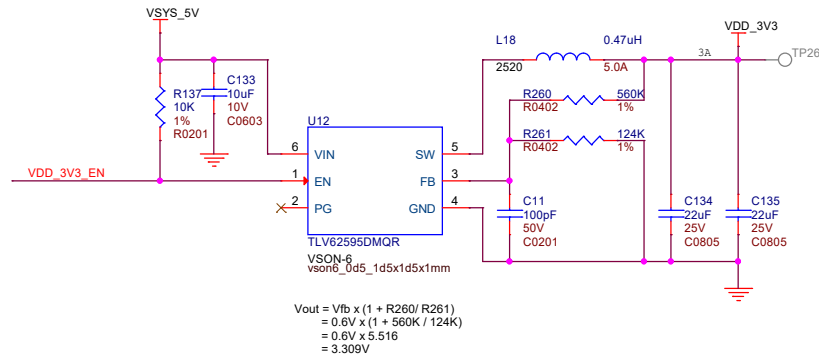 VSYS_5V
R137
10K
1%
R0201
C133
10uF
10V
C0603
VDD_3V3_EN
U12
6 VIN
1 EN
2 PG
SW 5
FB 3
GND 4
TLV62595DMQR
VSON-6
vson6_0d5_1d5x1d5x1mm
L18 0.47uH
2520 5.0A
R260 560K
R0402 1%
R261 124K
R0402 1%
C11
100pF
50V
C0201
3A
VDD_3V3
TP26
C134
22uF
25V
C0805
C135
22uF
25V
C0805
Vout = Vfb x (1 + R260/ R261)
= 0.6V x (1 + 560K / 124K)
= 0.6V x 5.516
= 3.309V